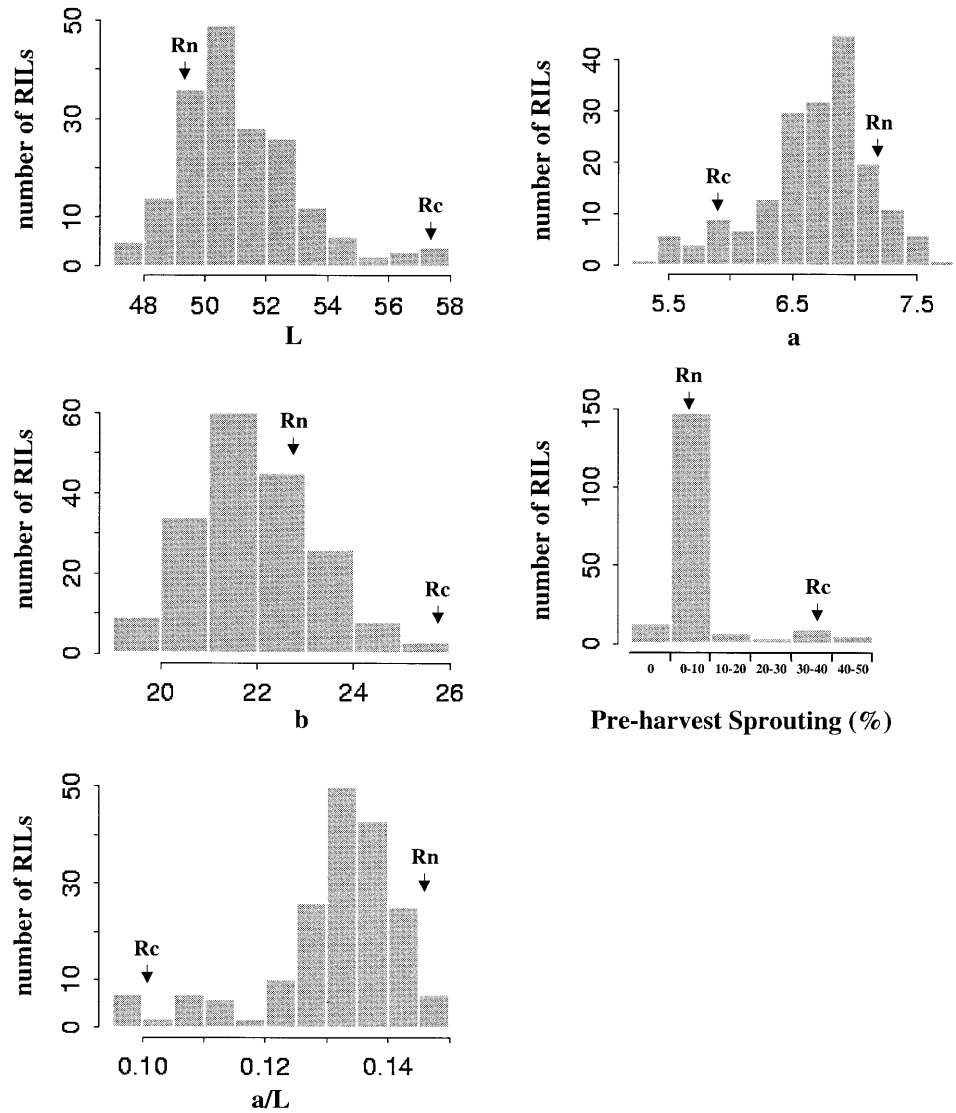 number of RILs
50
30
10
0
Rn
Rc
48 50 52 54 56 58
L
number of RILs
40
30
20
10
0
Rc
Rn
5.5 6.5 7.5
a
number of RILs
60
40
20
0
Rn
Rc
20 22 24 26
b
number of RILs
150
100
50
0
Rn
Rc
0 0-10 10-20 20-30 30-40 40-50
Pre-harvest Sprouting (%)
number of RILs
50
30
10
0
Rc
Rn
0.10 0.12 0.14
a/L